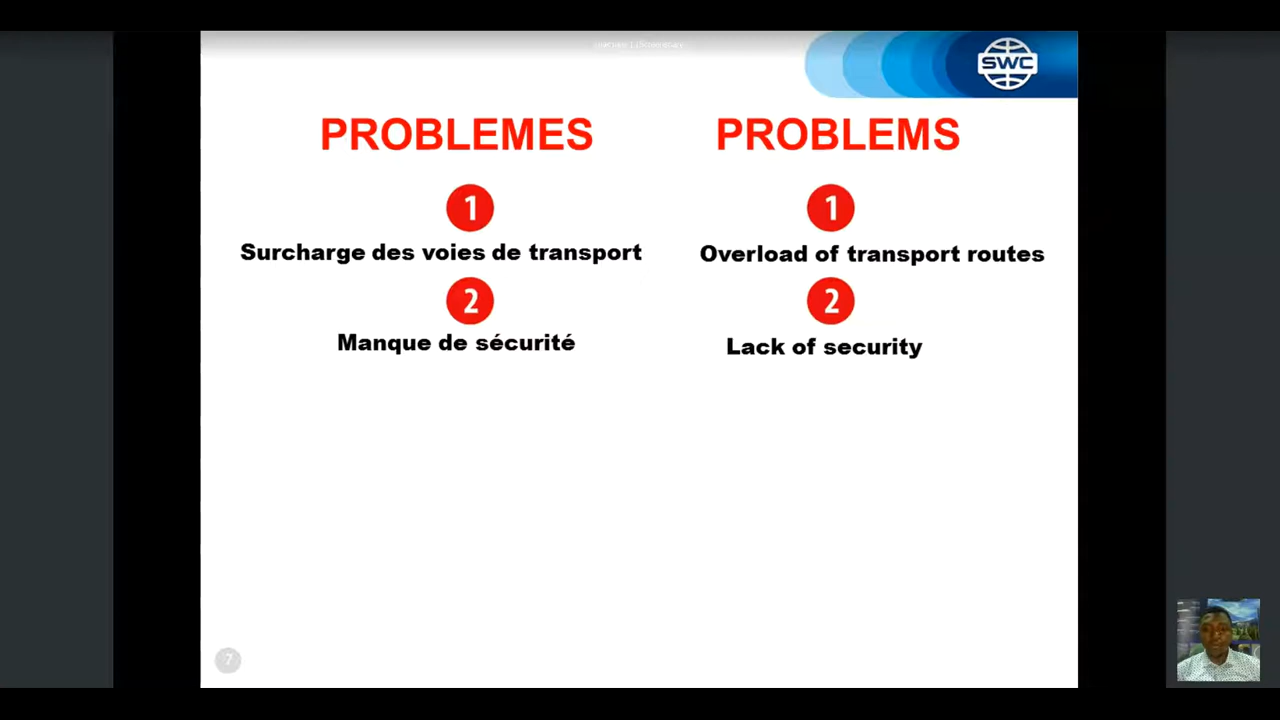 SWC
PROBLEMES
1
Surcharge des voies de transport
2
Manque de sécurité
PROBLEMS
1
Overload of transport routes
2
Lack of security
7